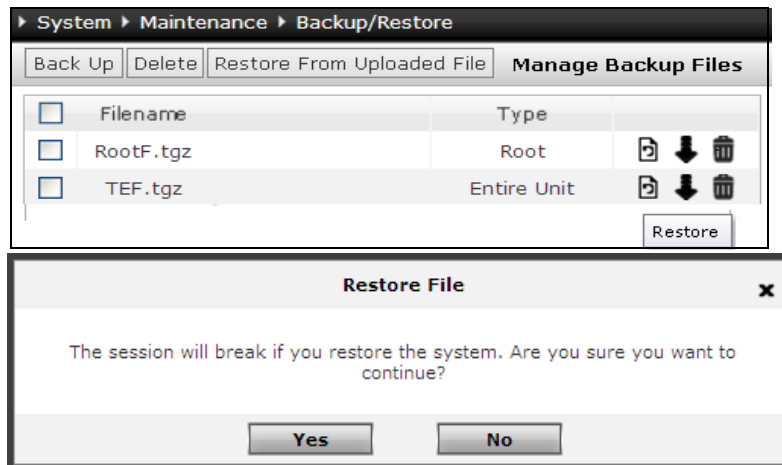 System Maintenance Backup/Restore
Back Up Delete Restore From Uploaded File Manage Backup Files
Filename Type
RootF.tgz Root
TEF.tgz Entire Unit
Restore
Restore File
The session will break if you restore the system. Are you sure you want to
continue?
Yes No